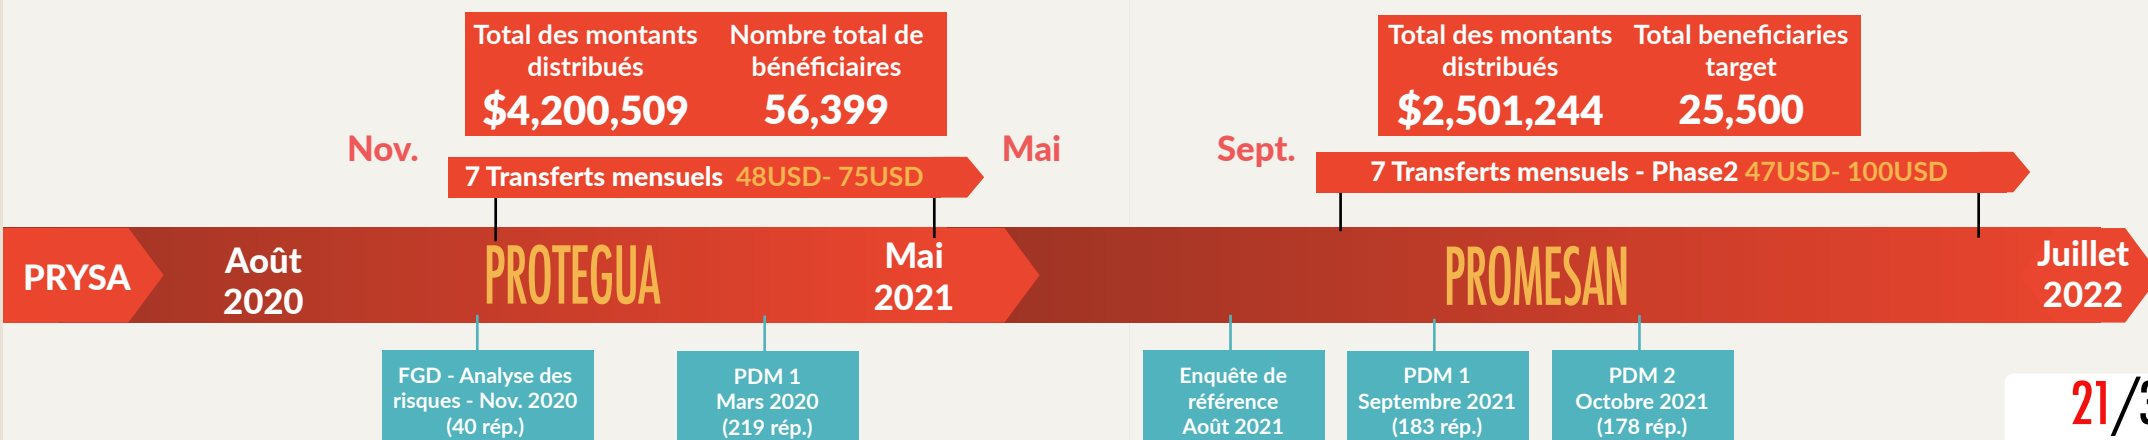 Total des montants
distribués
$4,200,509
Nombre total de
bénéficiaires
56,399
Total des montants
distribués
$2,501,244
Total beneficiaries
target
25,500
Nov.
Mai
Sept.
7 Transferts mensuels 48USD- 75USD
7 Transferts mensuels - Phase2 47USD- 100USD
PRYSA
Août
2020
PROTEGUA
Mai
2021
PROMESAN
Juillet
2022
FGD - Analyse des
risques - Nov. 2020
(40 rép.)
PDM 1
Mars 2020
(219 rép.)
Enquête de
référence
Août 2021
PDM 1
Septembre 2021
(183 rép.)
PDM 2
Octobre 2021
(178 rép.)
21/3